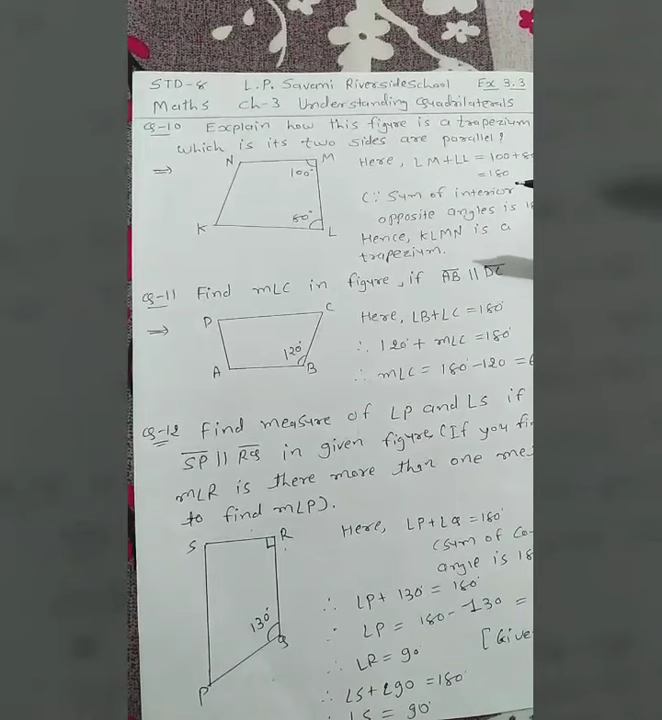 STD-8 L.P. Savani Riverside School Ex 3.3
Maths Ch-3 Understanding Quadrilaterals
Q-10 Explain how this figure is a trapezium
which is its two sides are parallel?
⇒ N M Here, ∠M+∠L = 100+80
100° =180
(∵ Sum of interior
80° opposite angles is
K L Hence, KLMN is a
trapezium.
Q-11 Find m∠C in figure, if AB || DC
⇒ D C Here, ∠B+∠C =180°
120° ∴ 120°+ m∠C =180°
A B ∴ m∠C = 180°-120 =
Q-12 Find measure of ∠P and ∠S if
SP || RQ in given figure. (If you
m∠R is there more than one
to find m∠P).
S R Here, ∠P+∠Q =180°
(Sum of
angle is
130° ∴ ∠P+ 130° = 180°
Q ∴ ∠P = 180-130 =
∴ ∠R = 90°
P ∴ ∠S+∠90 =180°
∴ ∠S = 90°